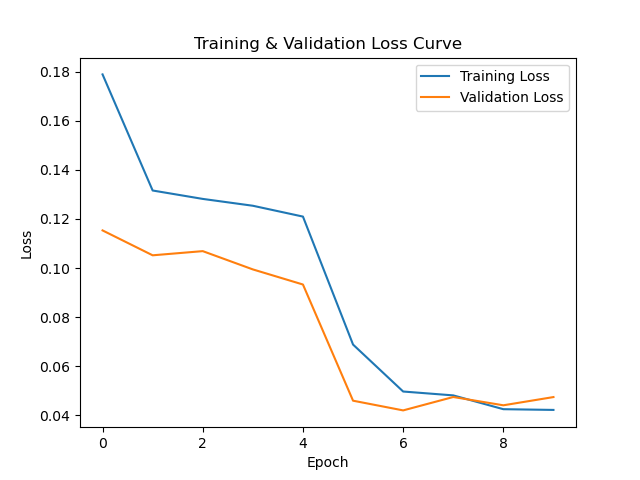 Training & Validation Loss Curve
Training Loss
Validation Loss
0.18
0.16
0.14
0.12
0.10
0.08
0.06
0.04
Loss
0
2
4
6
8
Epoch